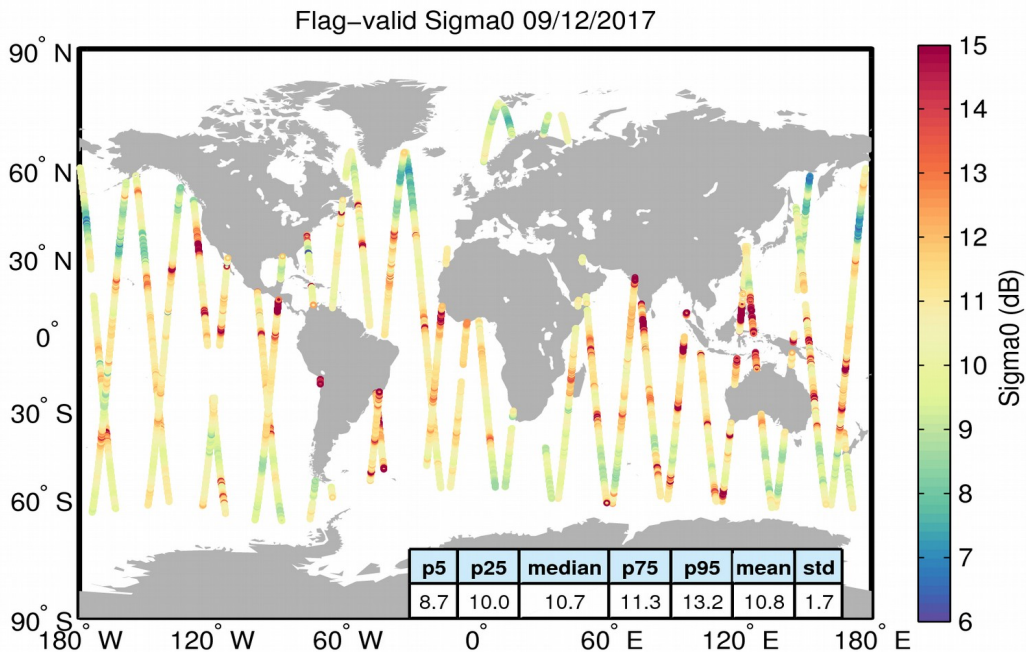 Flag−valid Sigma0 09/12/2017
90° N
60° N
30° N
0°
30° S
60° S
90° S
180° W
120° W
60° W
0°
60° E
120° E
180° E
p5 p25 median p75 p95 mean std
8.7 10.0 10.7 11.3 13.2 10.8 1.7
15
14
13
12
11
10
9
8
7
6
Sigma0 (dB)